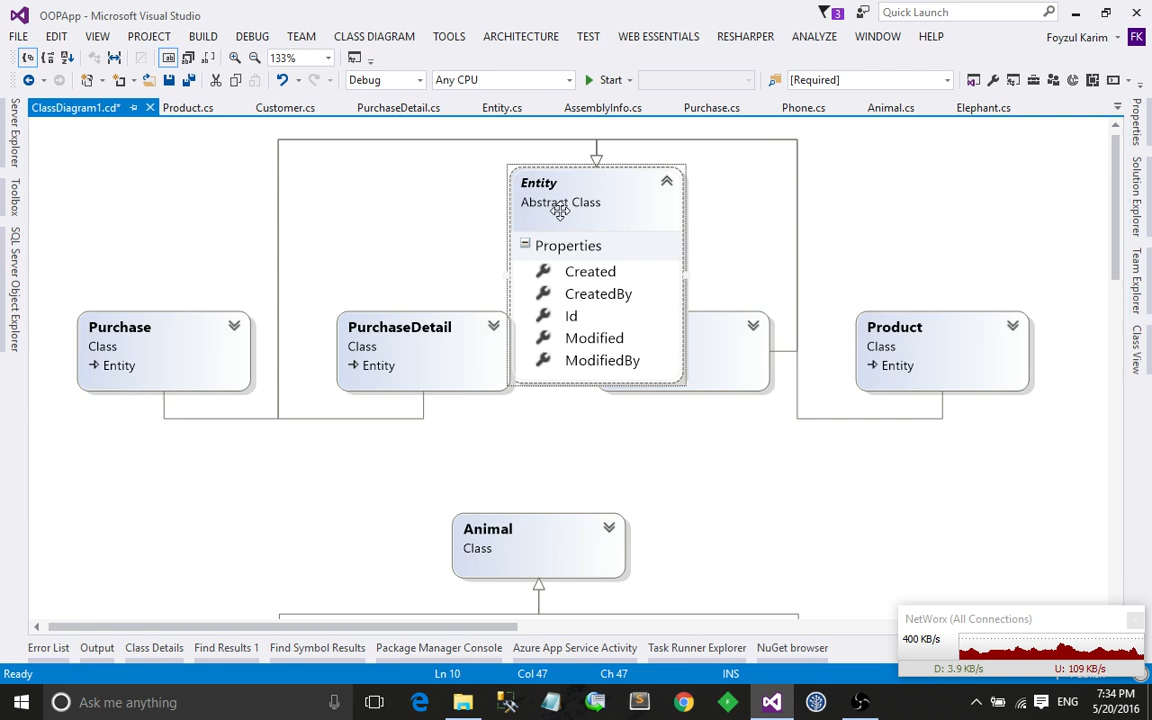 OOPApp - Microsoft Visual Studio
3
Quick Launch
FILE EDIT VIEW PROJECT BUILD DEBUG TEAM CLASS DIAGRAM TOOLS ARCHITECTURE TEST WEB ESSENTIALS RESHARPER ANALYZE WINDOW HELP
Foyzul Karim FK
133%
Debug Any CPU Start [Required]
ClassDiagram1.cd* Product.cs Customer.cs PurchaseDetail.cs Entity.cs AssemblyInfo.cs Purchase.cs Phone.cs Animal.cs Elephant.cs
Server Explorer
Toolbox
SQL Server Object Explorer
Properties
Solution Explorer
Team Explorer
Class View
Entity
Abstract Class
Properties
Created
CreatedBy
Id
Modified
ModifiedBy
Purchase
Class
Entity
PurchaseDetail
Class
Entity
Product
Class
Entity
Animal
Class
NetWorx (All Connections)
400 KB/s
D: 3.9 KB/s U: 109 KB/s
Error List Output Class Details Find Results 1 Find Symbol Results Package Manager Console Azure App Service Activity Task Runner Explorer NuGet browser
Ready Ln 10 Col 47 Ch 47 INS
Ask me anything
ENG
7:34 PM
5/20/2016